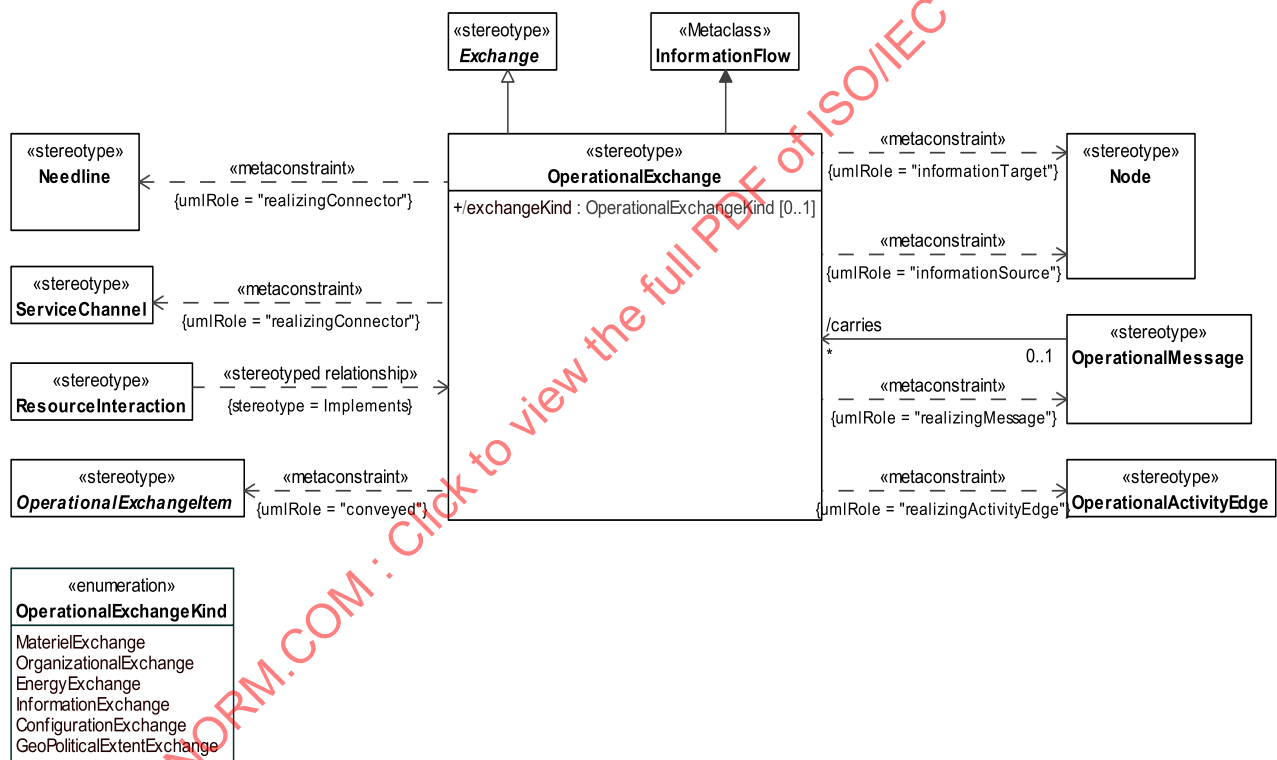 «stereotype»
Exchange
«Metaclass»
InformationFlow
«stereotype»
Needline
«metaconstraint»
{umlRole = "realizingConnector"}
«stereotype»
ServiceChannel
«metaconstraint»
{umlRole = "realizingConnector"}
«stereotype»
ResourceInteraction
«stereotyped relationship»
{stereotype = Implements}
«stereotype»
OperationalExchangeItem
«metaconstraint»
{umlRole = "conveyed"}
«stereotype»
OperationalExchange
+/exchangeKind : OperationalExchangeKind [0..1]
«metaconstraint»
{umlRole = "informationTarget"}
«metaconstraint»
{umlRole = "informationSource"}
«stereotype»
Node
/carries
*
0..1
«stereotype»
OperationalMessage
«metaconstraint»
{umlRole = "realizingMessage"}
«metaconstraint»
{umlRole = "realizingActivityEdge"}
«stereotype»
OperationalActivityEdge
«enumeration»
OperationalExchangeKind
MaterielExchange
OrganizationalExchange
EnergyExchange
InformationExchange
ConfigurationExchange
GeoPoliticalExtentExchange
NORM.COM : Click to view the full PDF of ISO/IEC